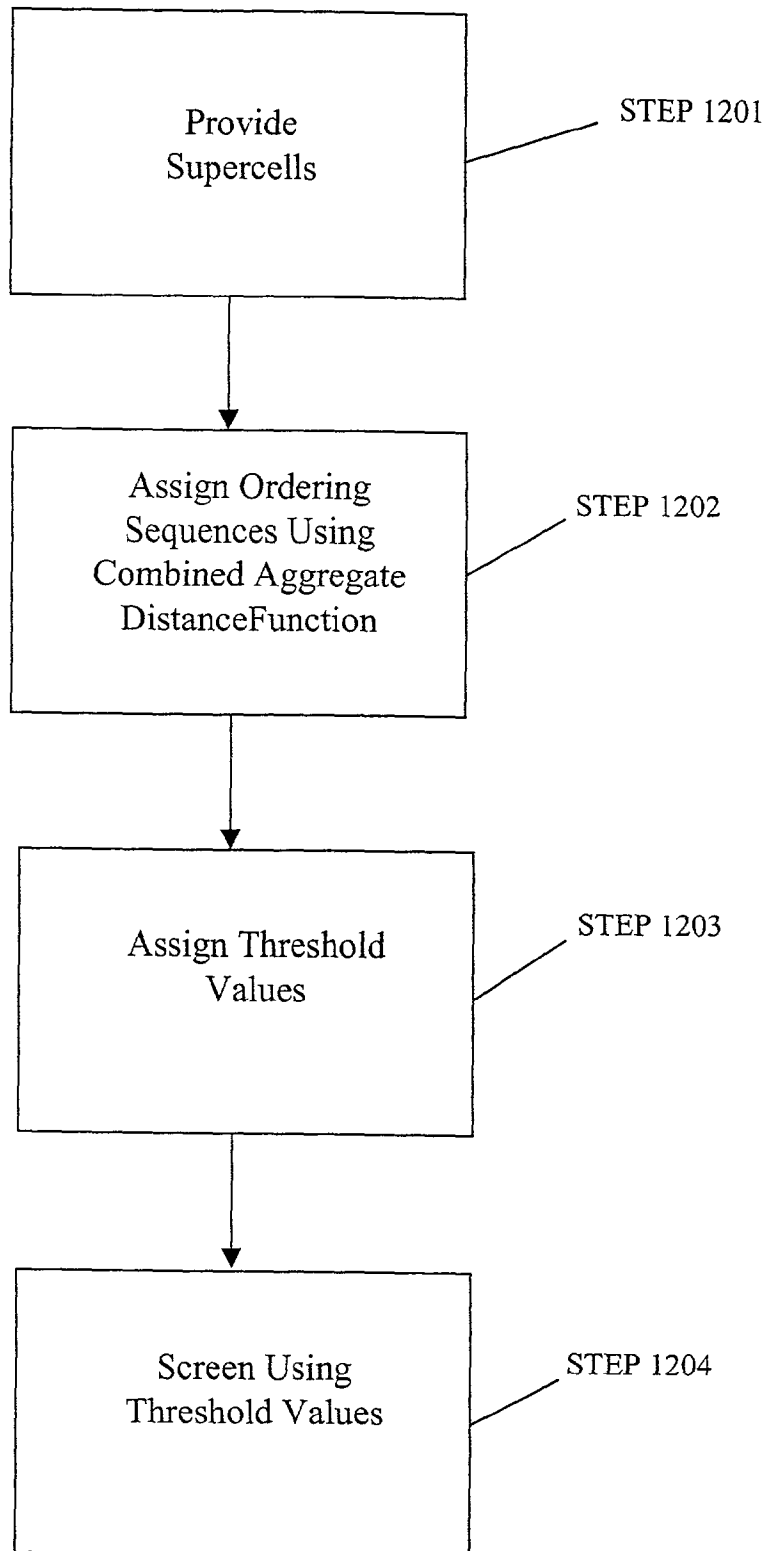 Provide
Supercells
STEP 1201
Assign Ordering
Sequences Using
Combined Aggregate
DistanceFunction
STEP 1202
Assign Threshold
Values
STEP 1203
Screen Using
Threshold Values
STEP 1204